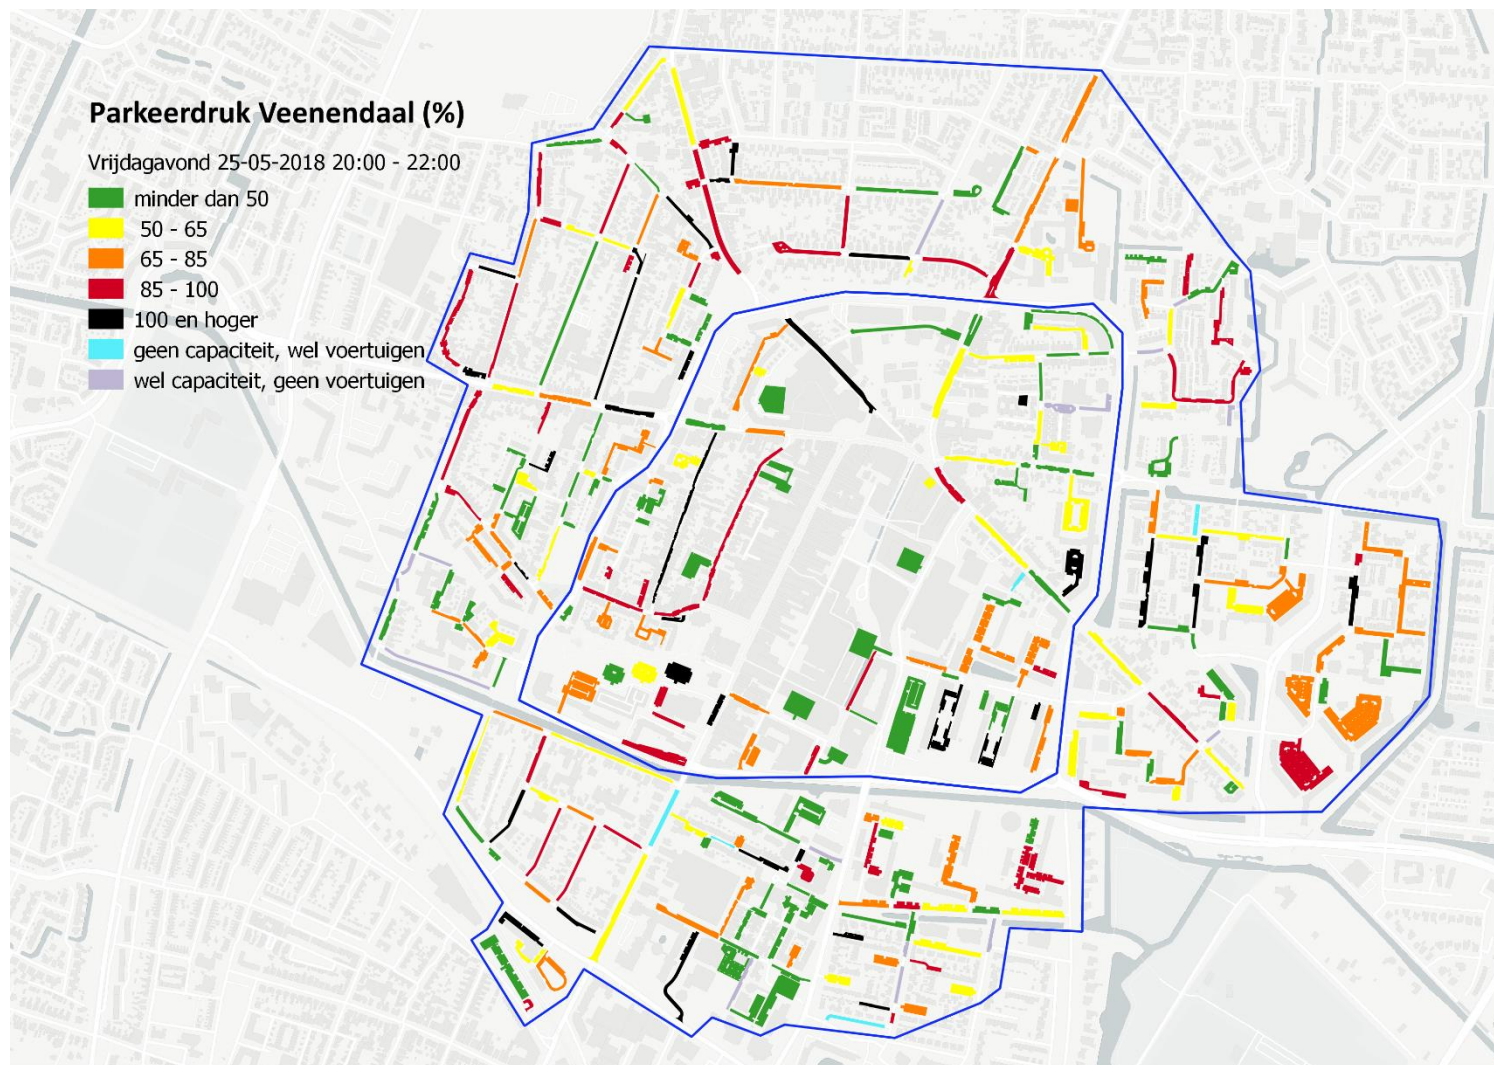 Parkeerdruk Veenendaal (%)
Vrijdagavond 25-05-2018 20:00 - 22:00
minder dan 50
50 - 65
65 - 85
85 - 100
100 en hoger
geen capaciteit, wel voertuigen
wel capaciteit, geen voertuigen